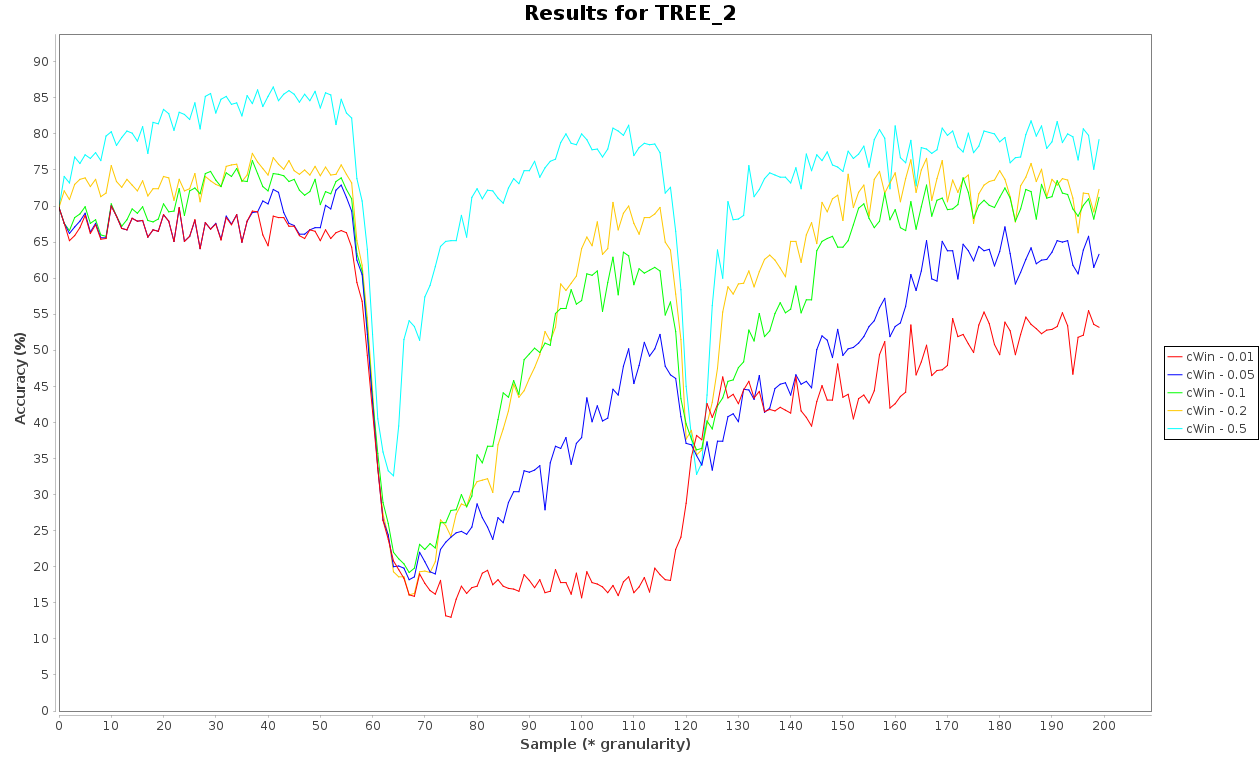 Results for TREE_2
Accuracy (%)
90
85
80
75
70
65
60
55
50
45
40
35
30
25
20
15
10
5
0
0 10 20 30 40 50 60 70 80 90 100 110 120 130 140 150 160 170 180 190 200
Sample (* granularity)
cWin - 0.01
cWin - 0.05
cWin - 0.1
cWin - 0.2
cWin - 0.5